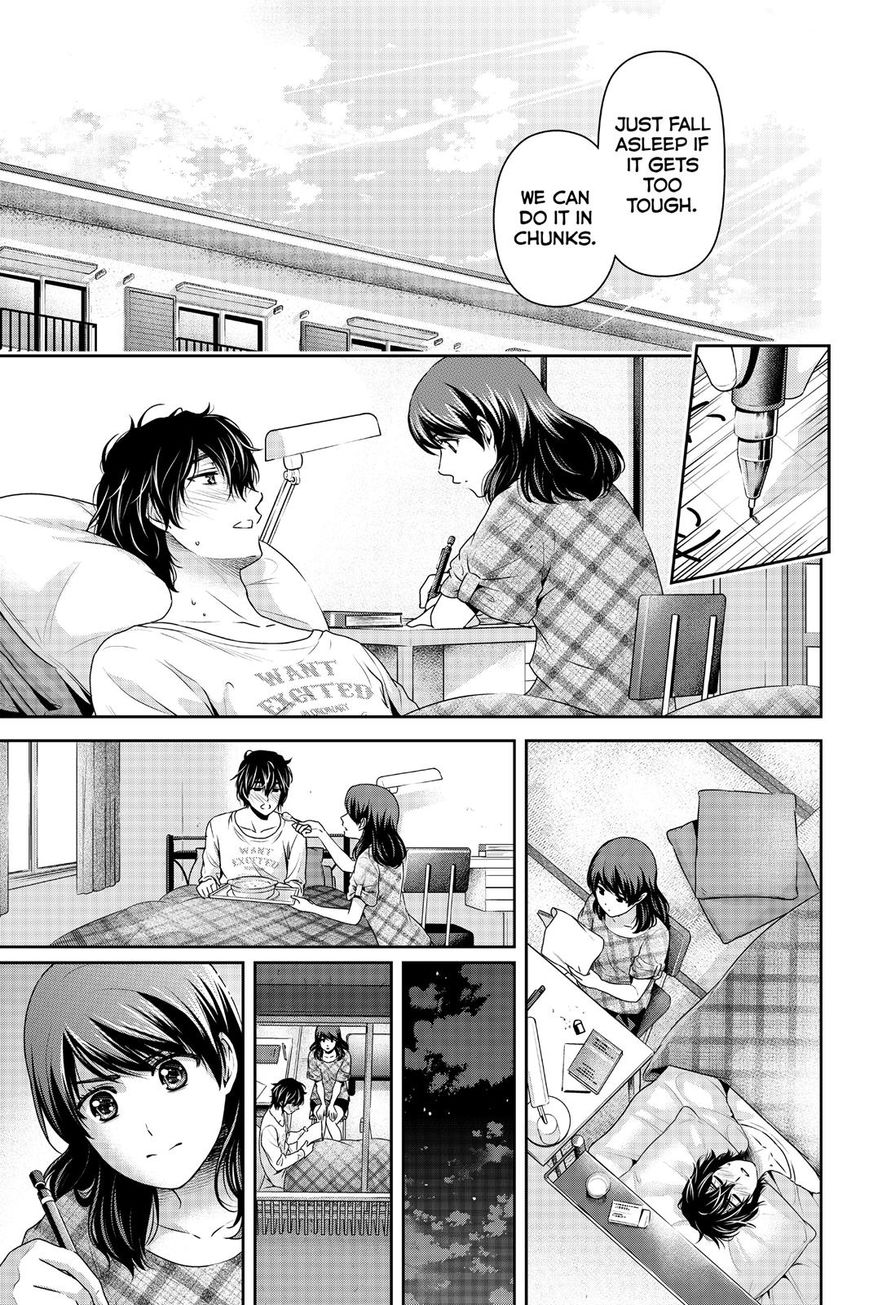 JUST FALL
ASLEEP IF
IT GETS
TOO
TOUGH.
WE CAN
DO IT IN
CHUNKS.
WANT
EXCITED
WANT
EXCITED